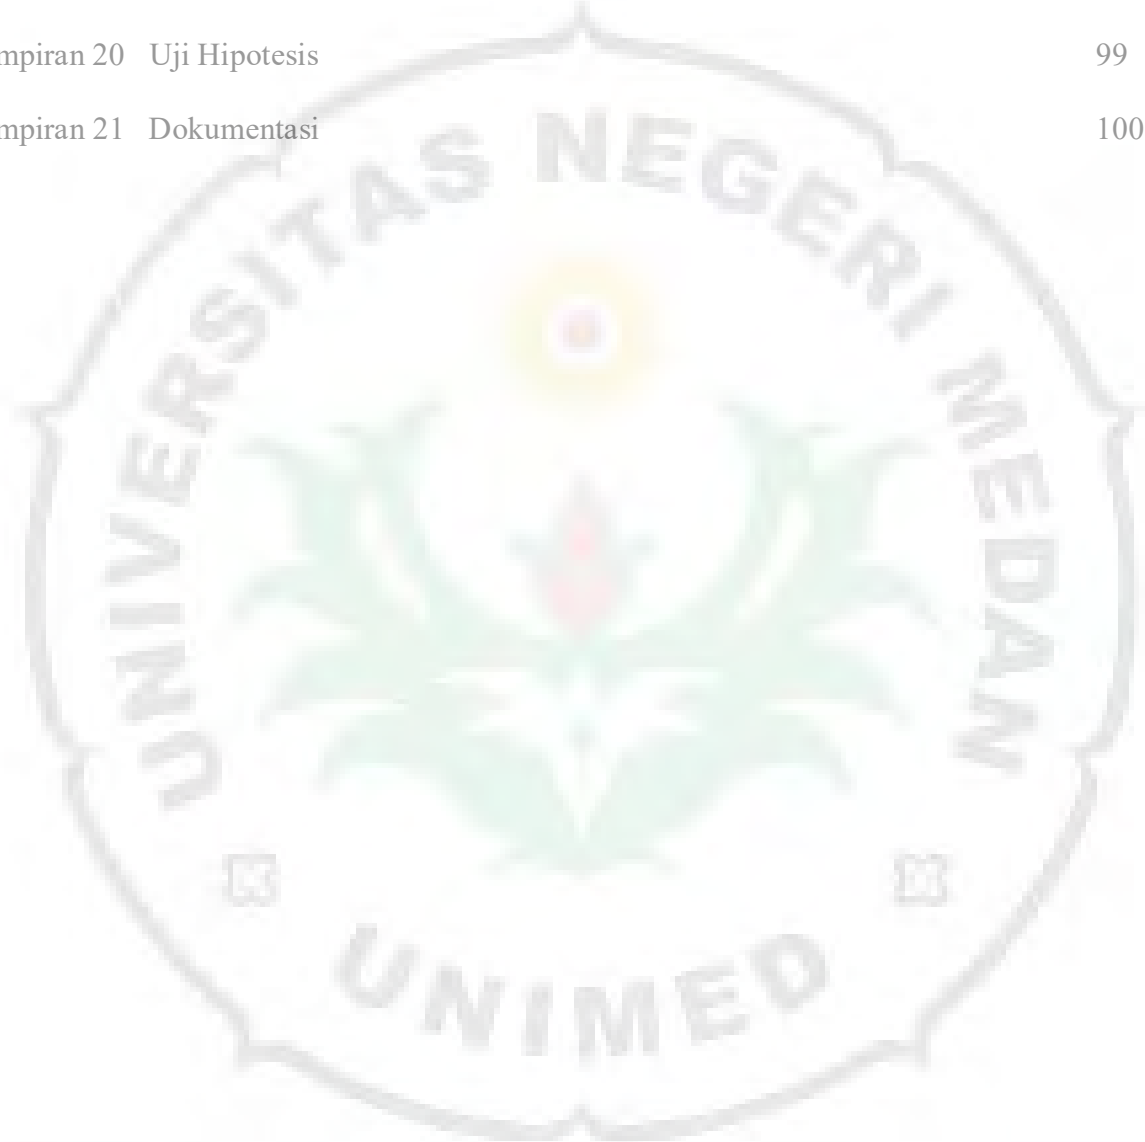 mpiran 20 Uji Hipotesis 99
mpiran 21 Dokumentasi 100
UNIVERSITAS NEGERI MEDAN
UNIMED